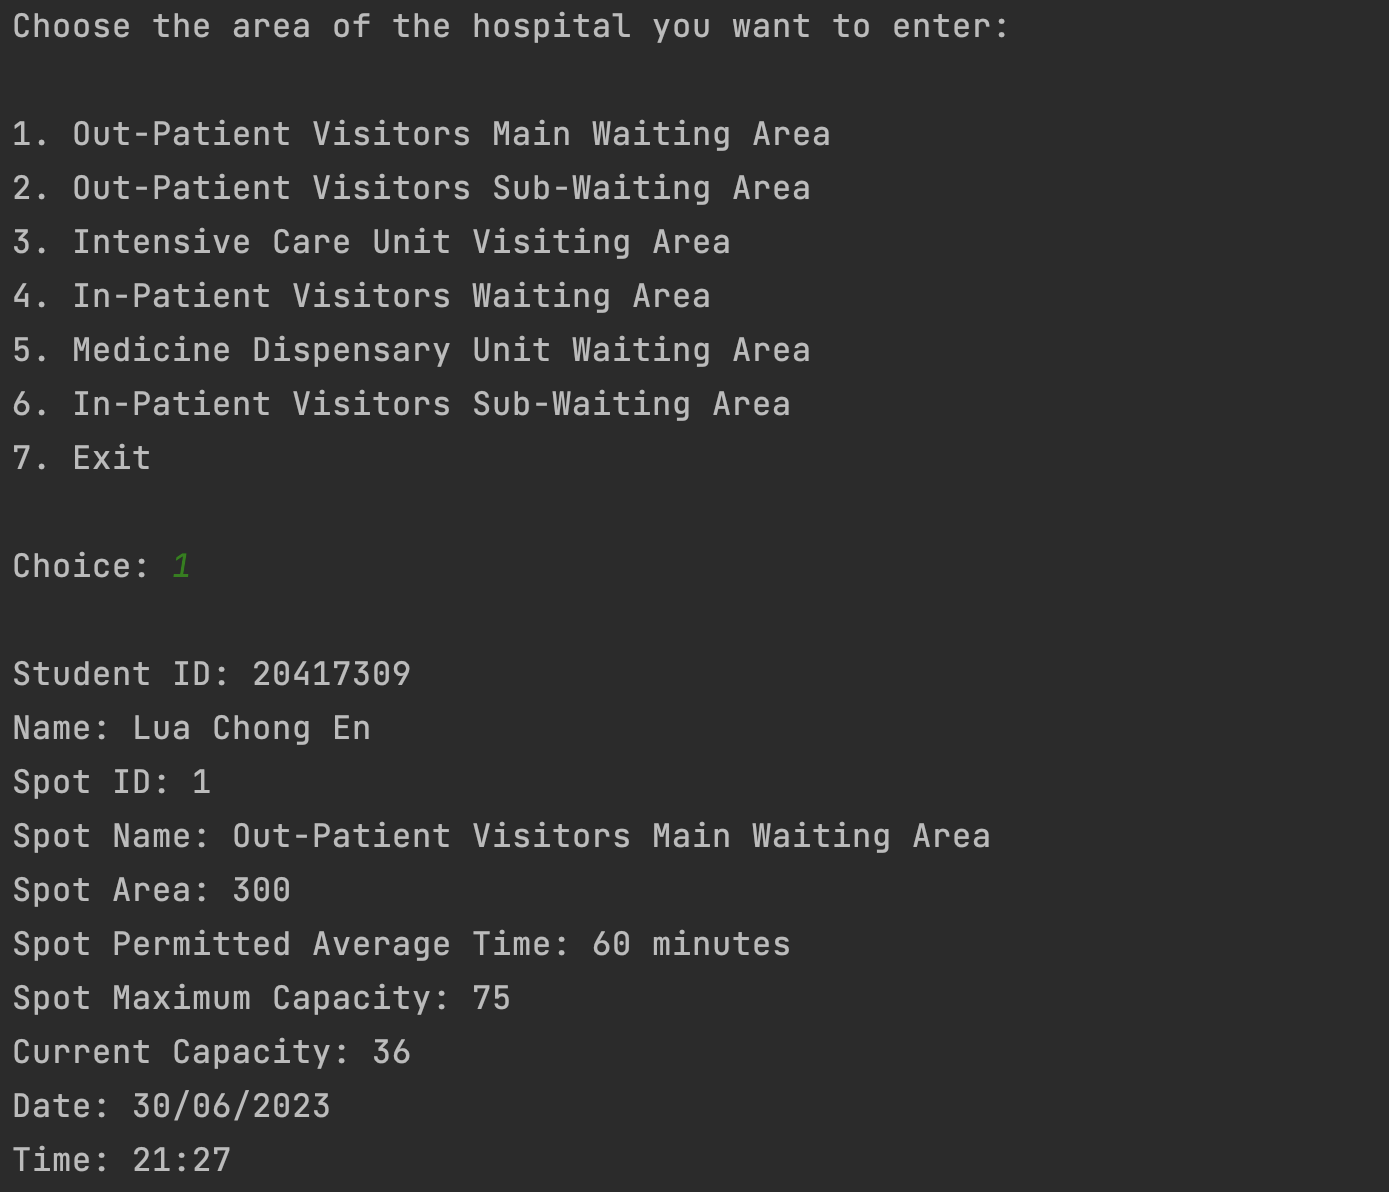 Choose the area of the hospital you want to enter:
1. Out-Patient Visitors Main Waiting Area
2. Out-Patient Visitors Sub-Waiting Area
3. Intensive Care Unit Visiting Area
4. In-Patient Visitors Waiting Area
5. Medicine Dispensary Unit Waiting Area
6. In-Patient Visitors Sub-Waiting Area
7. Exit
Choice: 1
Student ID: 20417309
Name: Lua Chong En
Spot ID: 1
Spot Name: Out-Patient Visitors Main Waiting Area
Spot Area: 300
Spot Permitted Average Time: 60 minutes
Spot Maximum Capacity: 75
Current Capacity: 36
Date: 30/06/2023
Time: 21:27